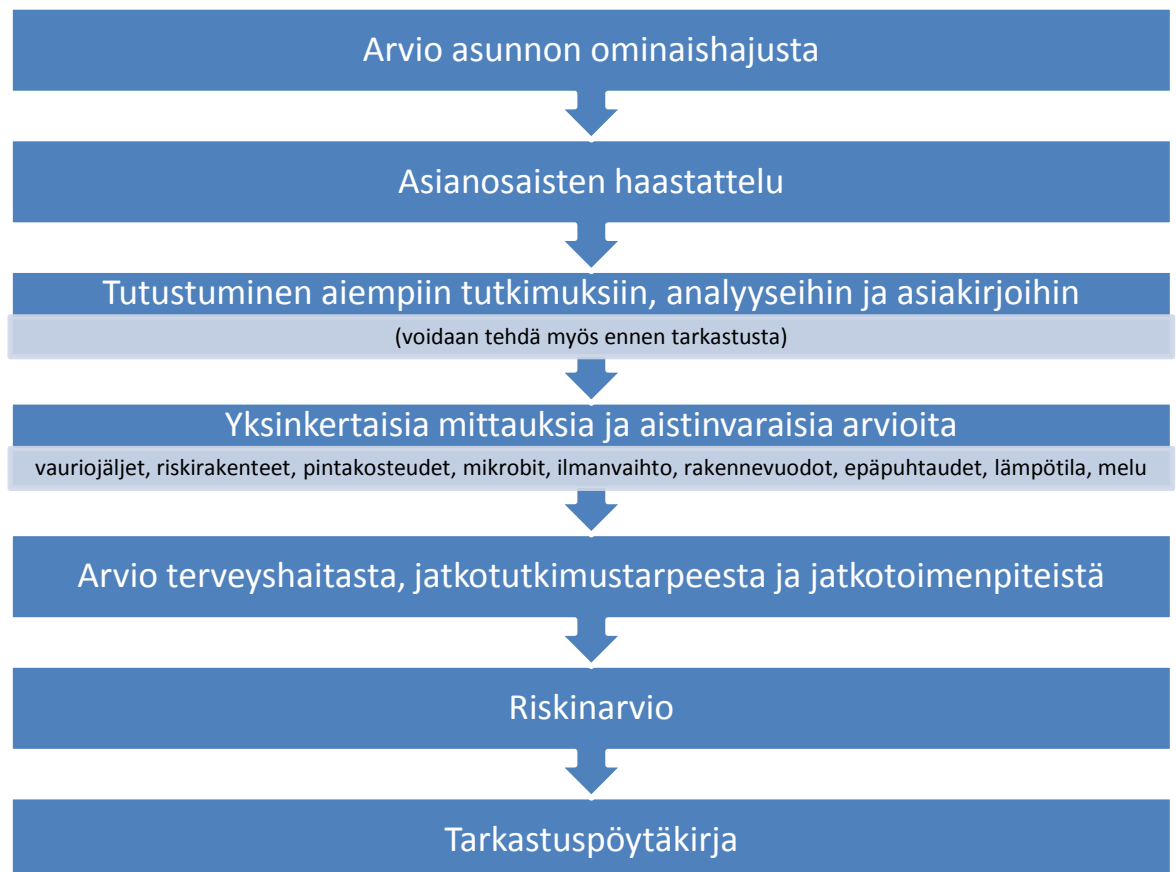 Arvio asunnon ominaishajusta
Asianosaisten haastattelu
Tutustuminen aiempiin tutkimuksiin, analyyseihin ja asiakirjoihin
(voidaan tehdä myös ennen tarkastusta)
Yksinkertaisia mittauksia ja aistinvaraisia arvioita
vauriojäljet, riskirakenteet, pintakosteudet, mikrobit, ilmanvaihto, rakennevuodot, epäpuhtaudet, lämpötila, melu
Arvio terveyshaitasta, jatkotutkimustarpeesta ja jatkotoimenpiteistä
Riskinarvio
Tarkastuspöytäkirja